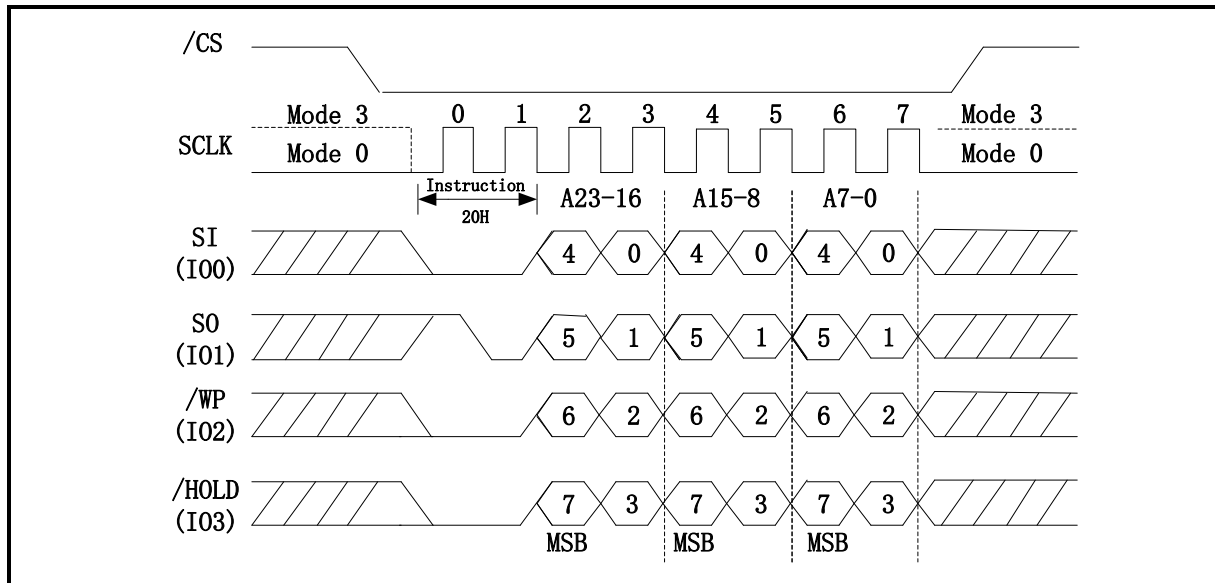 /CS
Mode 3 0 1 2 3 4 5 6 7 Mode 3
SCLK
Mode 0 Mode 0
Instruction
20H
A23-16 A15-8 A7-0
SI
(IO0)
4 0 4 0 4 0
SO
(IO1)
5 1 5 1 5 1
/WP
(IO2)
6 2 6 2 6 2
/HOLD
(IO3)
7 3 7 3 7 3
MSB MSB MSB